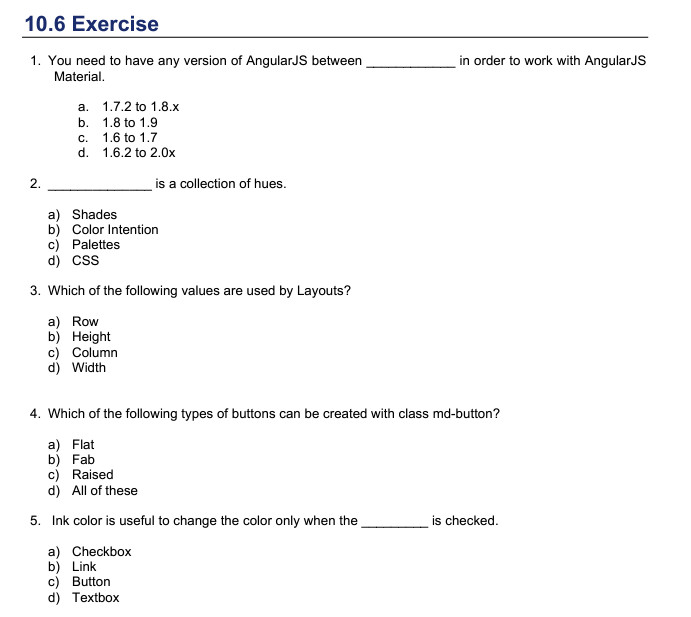 10.6 Exercise
1. You need to have any version of AngularJS between ____________ in order to work with AngularJS
Material.
a. 1.7.2 to 1.8.x
b. 1.8 to 1.9
c. 1.6 to 1.7
d. 1.6.2 to 2.0x
2. ______________ is a collection of hues.
a) Shades
b) Color Intention
c) Palettes
d) CSS
3. Which of the following values are used by Layouts?
a) Row
b) Height
c) Column
d) Width
4. Which of the following types of buttons can be created with class md-button?
a) Flat
b) Fab
c) Raised
d) All of these
5. Ink color is useful to change the color only when the _________ is checked.
a) Checkbox
b) Link
c) Button
d) Textbox